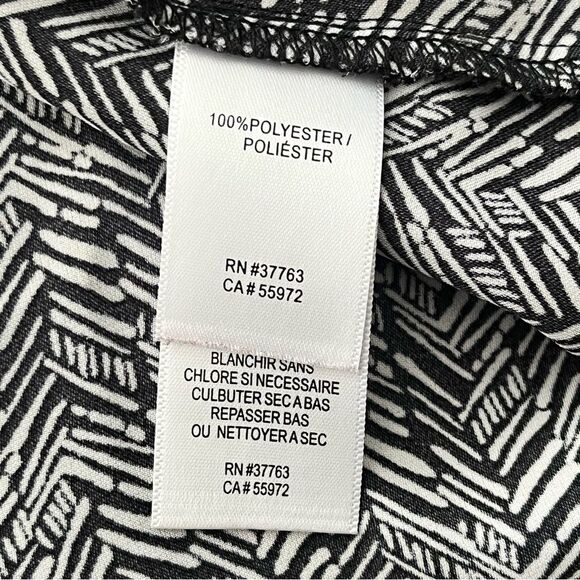 100%POLYESTER /
POLIÉSTER
RN #37763
CA# 55972
BLANCHIR SANS
CHLORE SI NECESSAIRE
CULBUTER SEC A BAS
REPASSER BAS
OU NETTOYER A SEC
RN #37763
CA# 55972